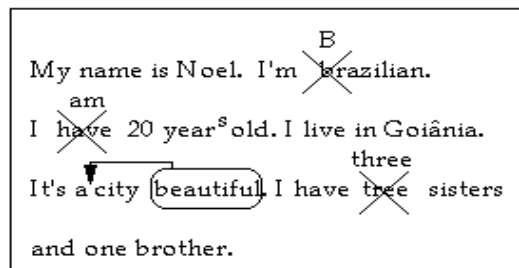 B
My name is Noel. I'm brazilian.
am
I have 20 years old. I live in Goiânia.
three
It's a city beautiful. I have tree sisters
and one brother.